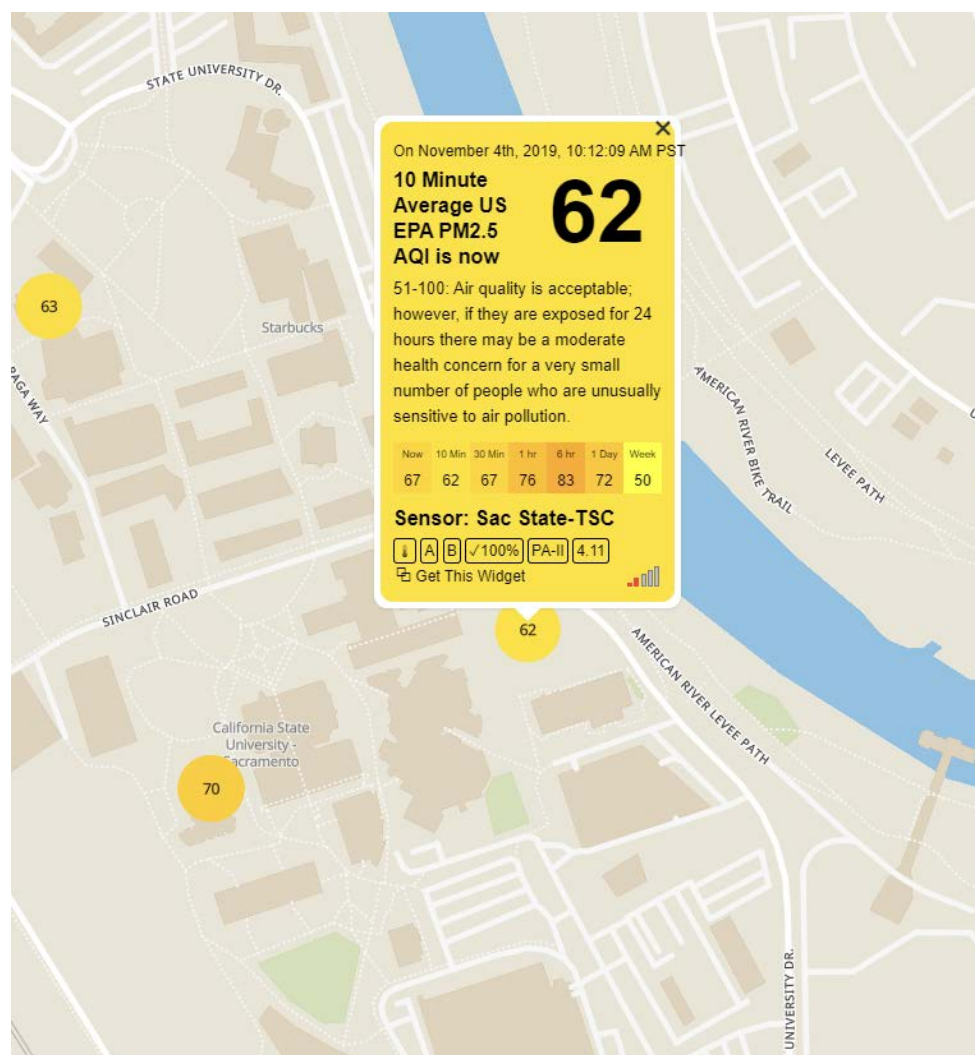 STATE UNIVERSITY DR.
On November 4th, 2019, 10:12:09 AM PST
10 Minute
Average US
EPA PM2.5
AQI is now
62
51-100: Air quality is acceptable;
however, if they are exposed for 24
hours there may be a moderate
health concern for a very small
number of people who are unusually
sensitive to air pollution.
Now 10 Min 30 Min 1 hr 6 hr 1 Day Week
67 62 67 76 83 72 50
Sensor: Sac State-TSC
A B ✓100% PA-II 4.11
Get This Widget
63
Starbucks
RAGA WAY
AMERICAN RIVER BIKE TRAIL
LEVEE PATH
SINCLAIR ROAD
62
AMERICAN RIVER LEVEE PATH
California State
University -
Sacramento
70
UNIVERSITY DR.